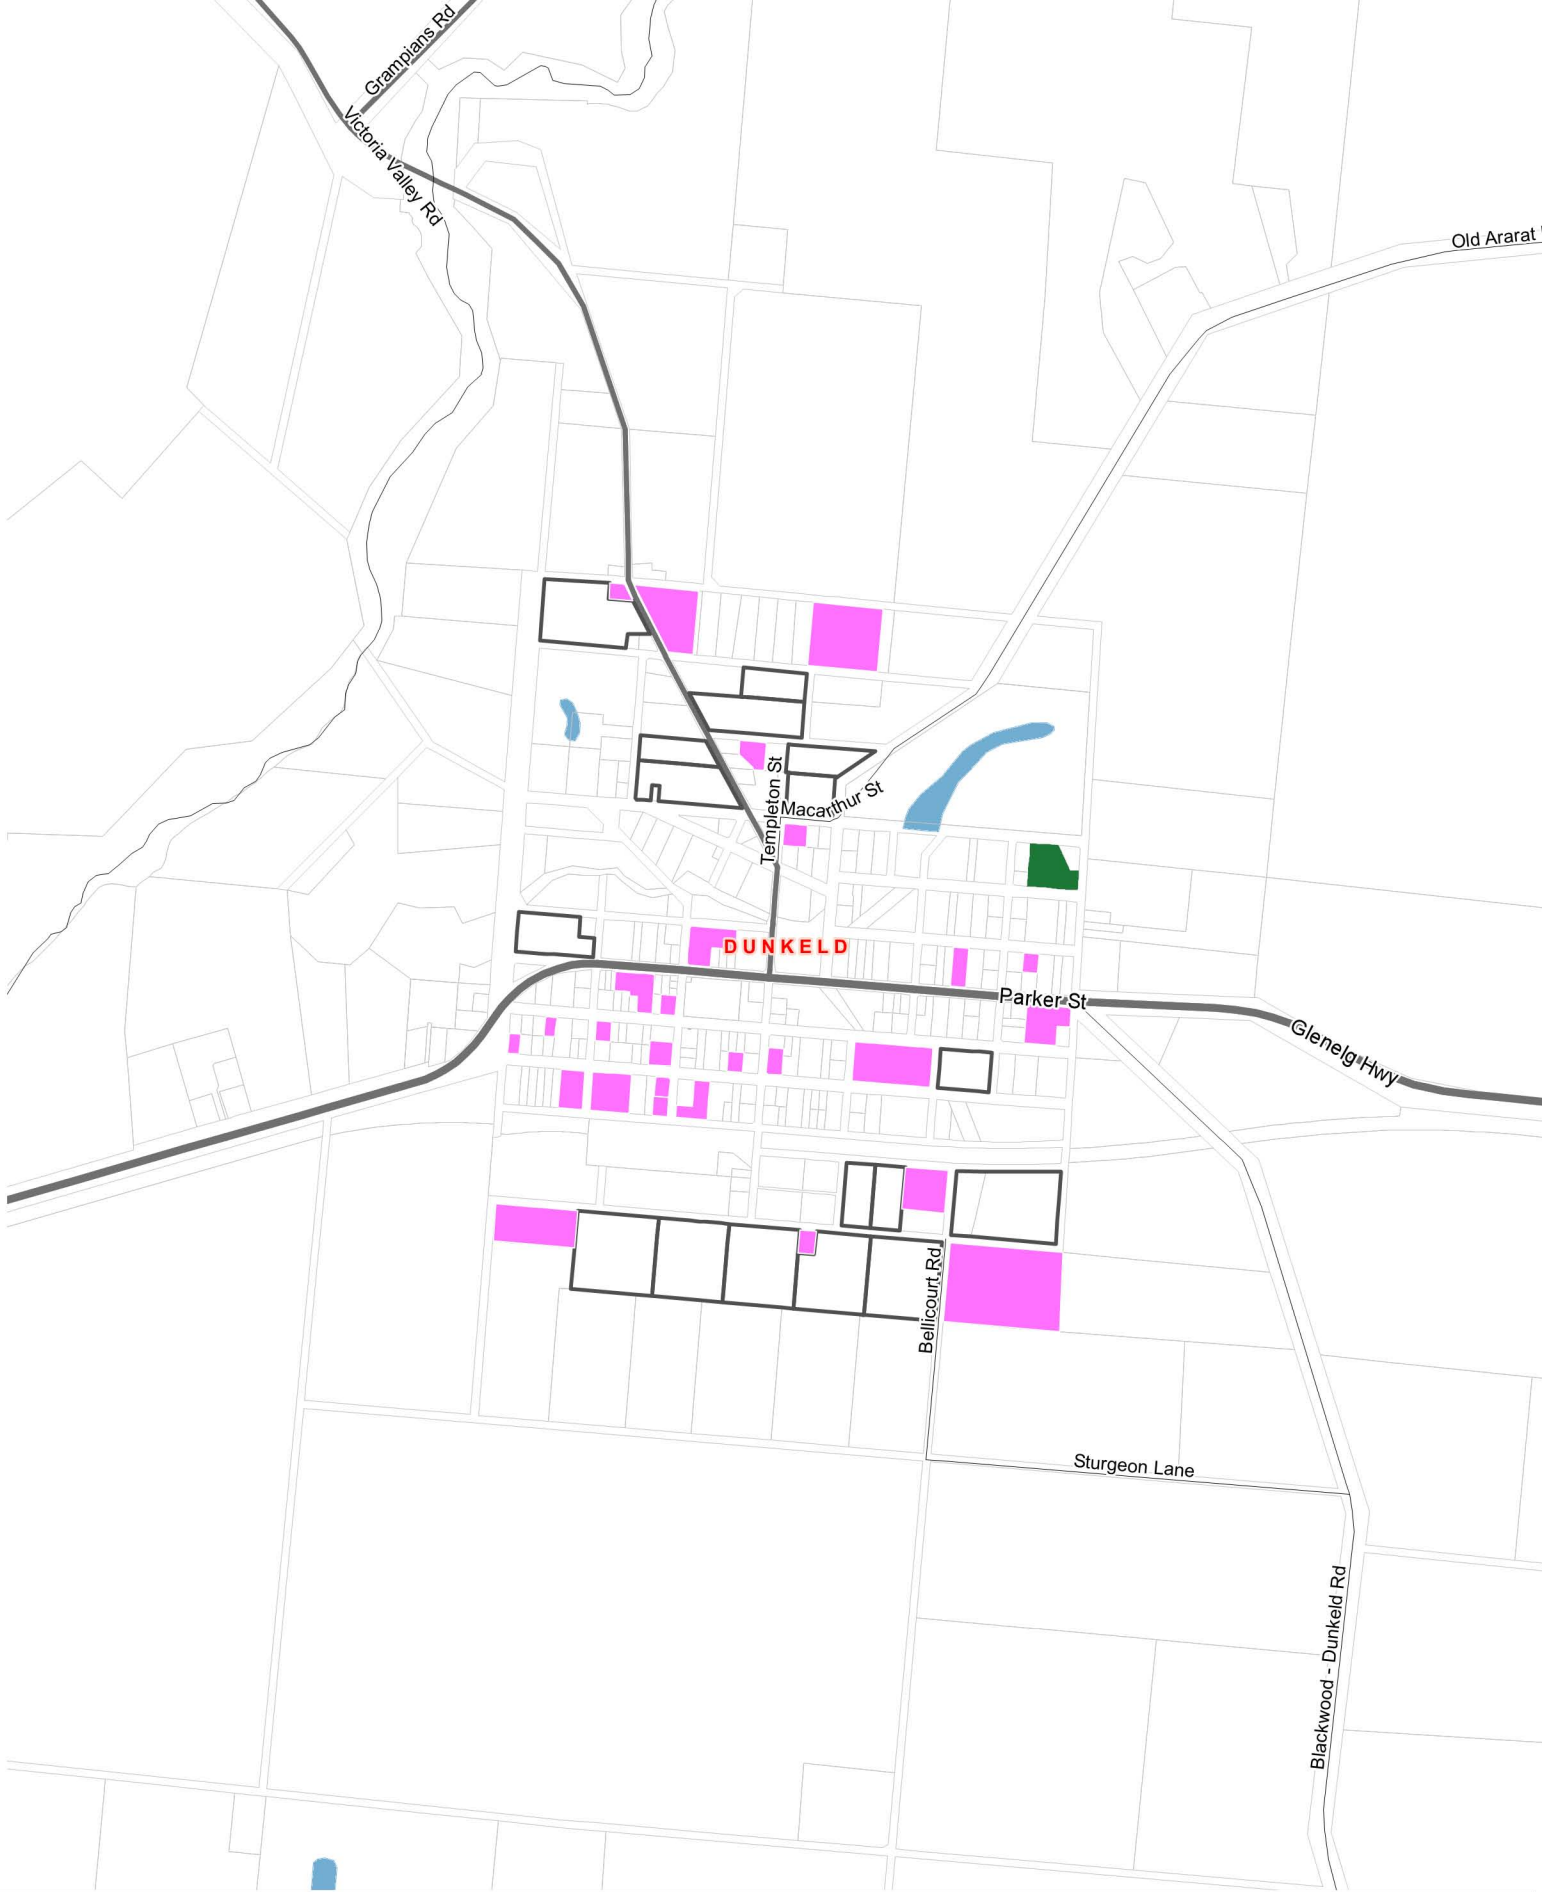 Grampians Rd
Victoria Valley Rd
Old Ararat
Templeton St
Macarthur St
DUNKELD
Parker St
Glenelg Hwy
Bellicourt Rd
Sturgeon Lane
Blackwood - Dunkeld Rd